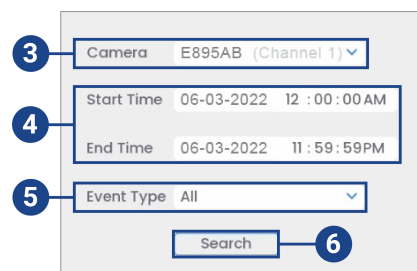 3 Camera E895AB (Channel 1)
Start Time 06-03-2022 12 : 00 : 00 AM
4
End Time 06-03-2022 11 : 59 : 59 PM
5 Event Type All
Search 6